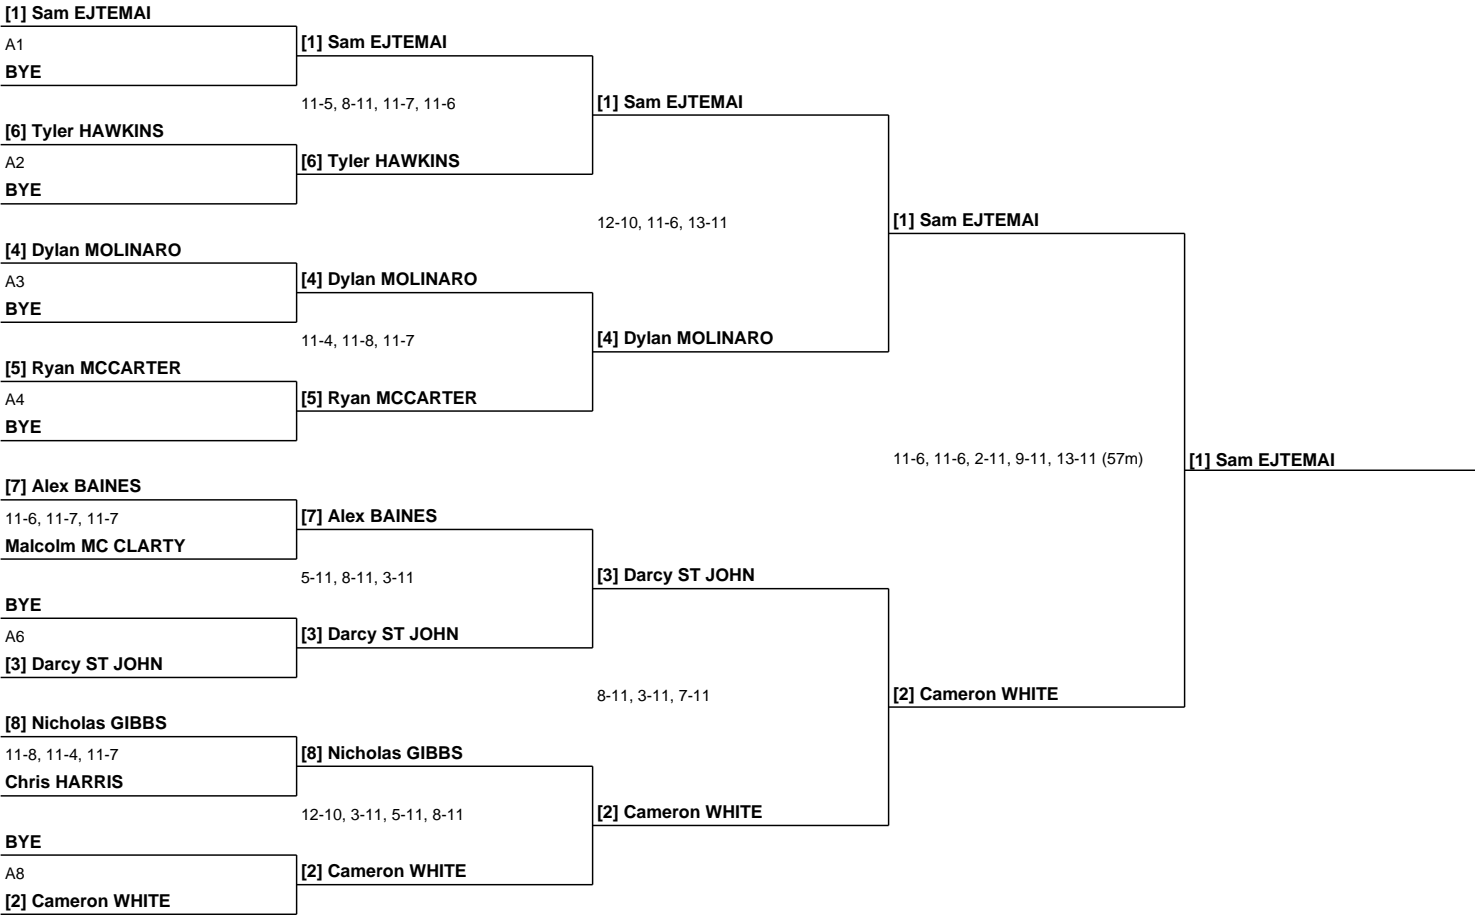 [1] Sam EJTEMAI
A1
BYE
[6] Tyler HAWKINS
A2
BYE
[4] Dylan MOLINARO
A3
BYE
[5] Ryan MCCARTER
A4
BYE
[7] Alex BAINES
11-6, 11-7, 11-7
Malcolm MC CLARTY
BYE
A6
[3] Darcy ST JOHN
[8] Nicholas GIBBS
11-8, 11-4, 11-7
Chris HARRIS
BYE
A8
[2] Cameron WHITE
[1] Sam EJTEMAI
11-5, 8-11, 11-7, 11-6
[6] Tyler HAWKINS
[4] Dylan MOLINARO
11-4, 11-8, 11-7
[5] Ryan MCCARTER
[7] Alex BAINES
5-11, 8-11, 3-11
[3] Darcy ST JOHN
[8] Nicholas GIBBS
12-10, 3-11, 5-11, 8-11
[2] Cameron WHITE
[1] Sam EJTEMAI
12-10, 11-6, 13-11
[4] Dylan MOLINARO
[3] Darcy ST JOHN
8-11, 3-11, 7-11
[2] Cameron WHITE
[1] Sam EJTEMAI
11-6, 11-6, 2-11, 9-11, 13-11 (57m)
[2] Cameron WHITE
[1] Sam EJTEMAI